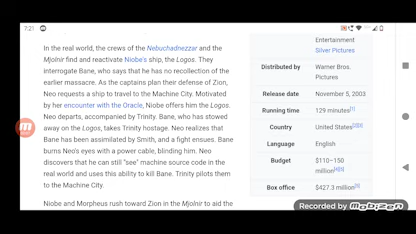 7:21
In the real world, the crews of the Nebuchadnezzar and the
Mjolnir find and reactivate Niobe's ship, the Logos. They
interrogate Bane, who says that he has no recollection of the
earlier massacre. As the captains plan their defense of Zion,
Neo requests a ship to travel to the Machine City. Motivated
by her encounter with the Oracle, Niobe offers him the Logos.
Neo departs, accompanied by Trinity. Bane, who has stowed
away on the Logos, takes Trinity hostage. Neo realizes that
Bane has been assimilated by Smith, and a fight ensues. Bane
burns Neo's eyes with a power cable, blinding him. Neo
discovers that he can still "see" machine source code in the
real world and uses this ability to kill Bane. Trinity pilots them
to the Machine City.
Niobe and Morpheus rush toward Zion in the Mjolnir to aid the
Entertainment
Silver Pictures
Distributed by Warner Bros.
Pictures
Release date November 5, 2003
Running time 129 minutes[1]
Country United States[2][3]
Language English
Budget $110–150
million[4][5]
Box office $427.3 million[5]
Recorded by mobizen